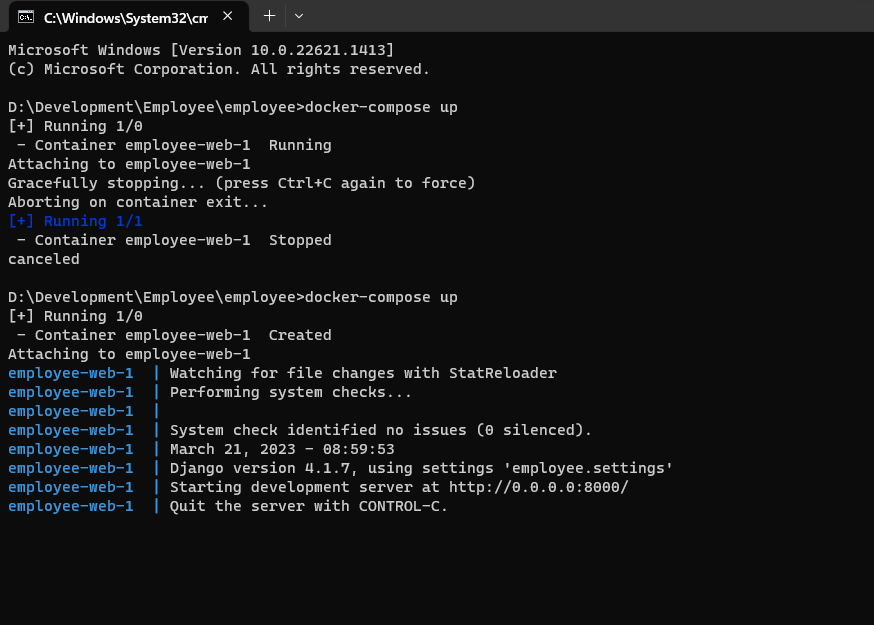 C:\Windows\System32\cm
Microsoft Windows [Version 10.0.22621.1413]
(c) Microsoft Corporation. All rights reserved.
D:\Development\Employee\employee>docker-compose up
[+] Running 1/0
 - Container employee-web-1  Running
Attaching to employee-web-1
Gracefully stopping... (press Ctrl+C again to force)
Aborting on container exit...
[+] Running 1/1
 - Container employee-web-1  Stopped
canceled
D:\Development\Employee\employee>docker-compose up
[+] Running 1/0
 - Container employee-web-1  Created
Attaching to employee-web-1
employee-web-1  | Watching for file changes with StatReloader
employee-web-1  | Performing system checks...
employee-web-1  |
employee-web-1  | System check identified no issues (0 silenced).
employee-web-1  | March 21, 2023 - 08:59:53
employee-web-1  | Django version 4.1.7, using settings 'employee.settings'
employee-web-1  | Starting development server at http://0.0.0.0:8000/
employee-web-1  | Quit the server with CONTROL-C.